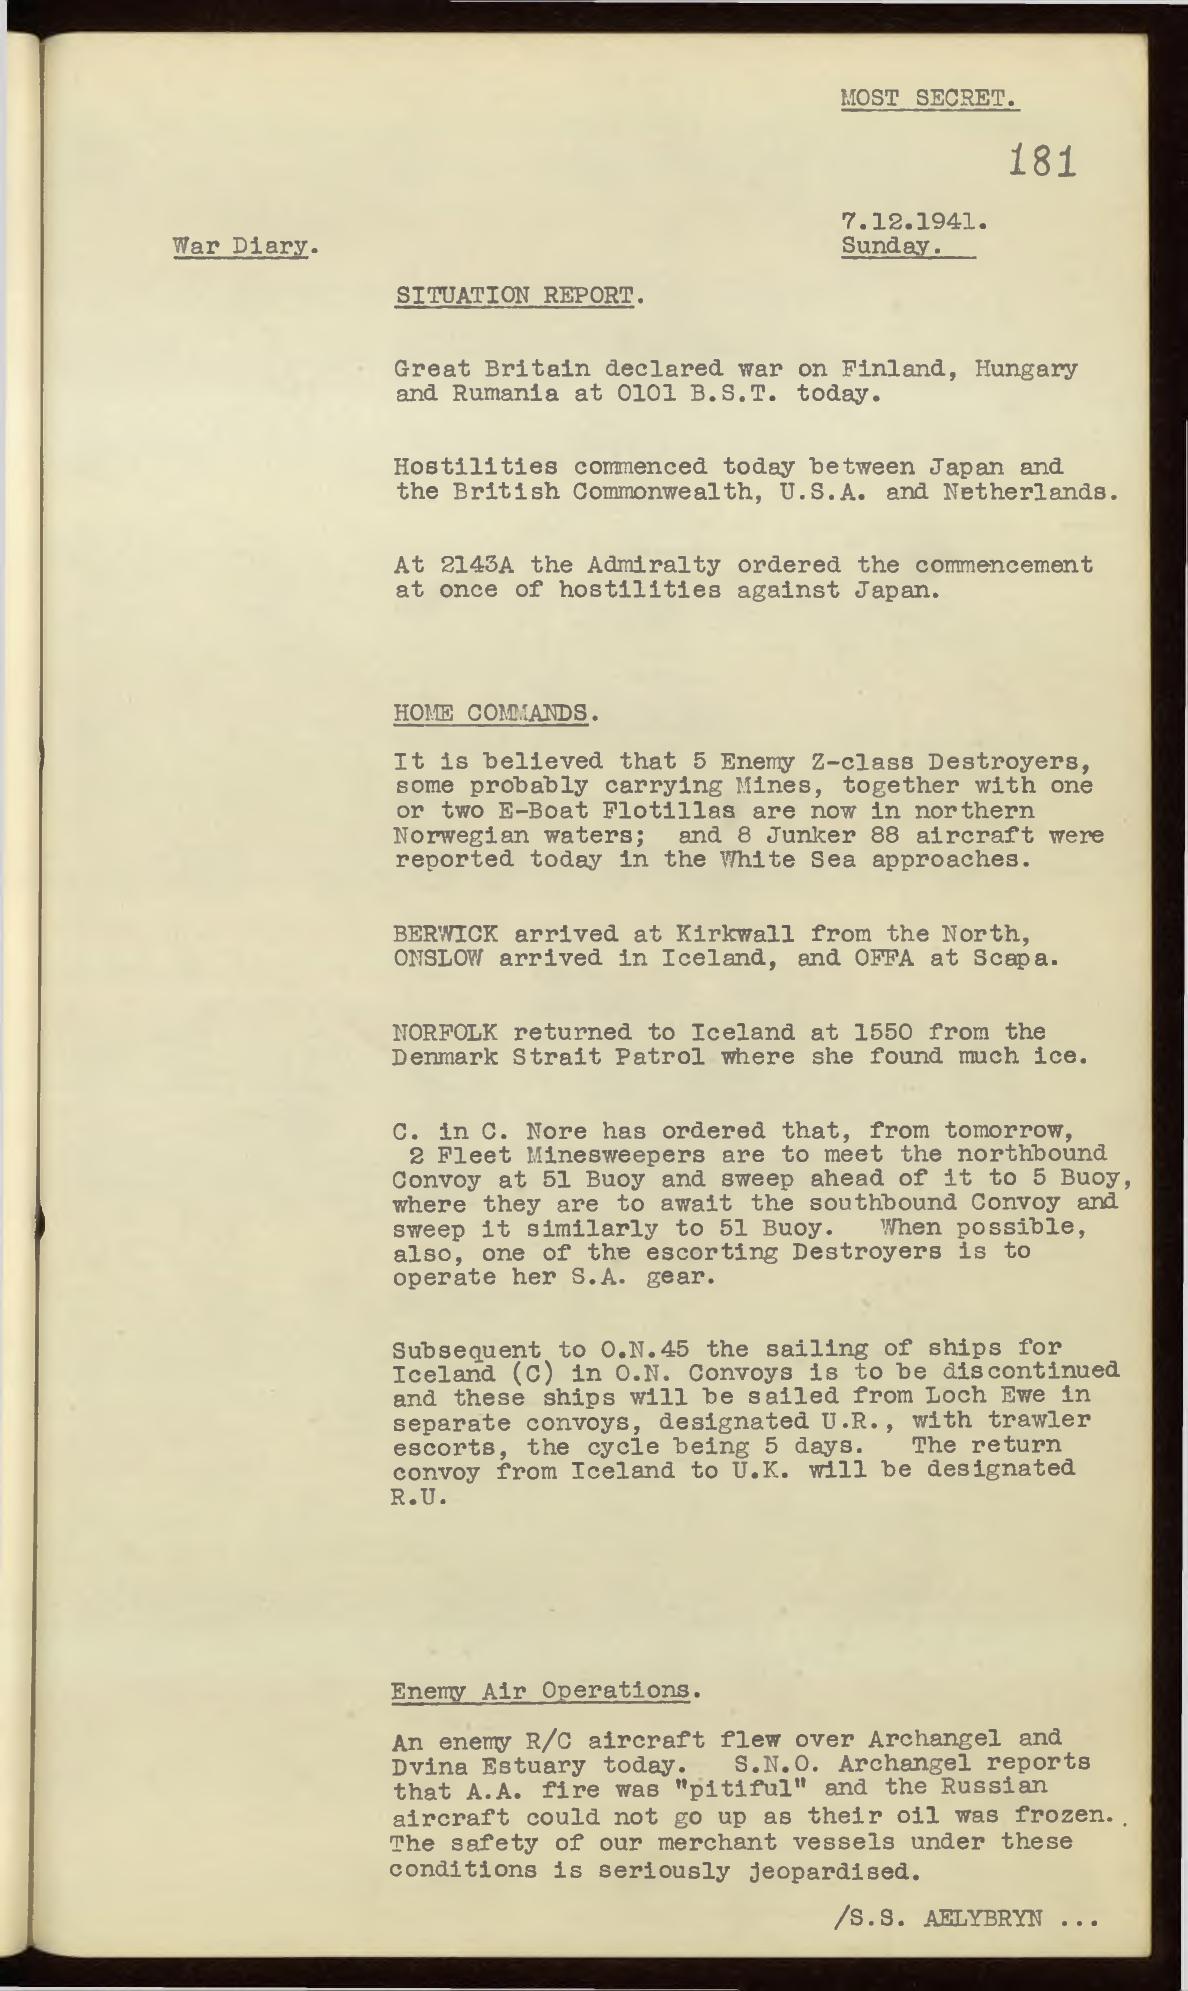 MOST SECRET.
181
7.12.1941.
War Diary.
Sunday.
SITUATION REPORT.
Great Britain declared war on Finland, Hungary
and Rumania at 0101 B.S.T. today.
Hostilities commenced today between Japan and
the British Commonwealth, U.S.A. and Netherlands.
At 2143A the Admiralty ordered the commencement
at once of hostilities against Japan.
HOME COMMANDS.
It is believed that 5 Enemy Z-class Destroyers,
some probably carrying Mines, together with one
or two E-Boat Flotillas are now in northern
Norwegian waters; and 8 Junker 88 aircraft were
reported today in the White Sea approaches.
BERWICK arrived at Kirkwall from the North,
ONSLOW arrived in Iceland, and OFFA at Scapa.
NORFOLK returned to Iceland at 1550 from the
Denmark Strait Patrol where she found much ice.
C. in C. Nore has ordered that, from tomorrow,
2 Fleet Minesweepers are to meet the northbound
Convoy at 51 Buoy and sweep ahead of it to 5 Buoy,
where they are to await the southbound Convoy and
sweep it similarly to 51 Buoy. When possible,
also, one of the escorting Destroyers is to
operate her S.A. gear.
Subsequent to O.N.45 the sailing of ships for
Iceland (C) in O.N. Convoys is to be discontinued
and these ships will be sailed from Loch Ewe in
separate convoys, designated U.R., with trawler
escorts, the cycle being 5 days. The return
convoy from Iceland to U.K. will be designated
R.U.
Enemy Air Operations.
An enemy R/C aircraft flew over Archangel and
Dvina Estuary today. S.N.O. Archangel reports
that A.A. fire was "pitiful" and the Russian
aircraft could not go up as their oil was frozen..
The safety of our merchant vessels under these
conditions is seriously jeopardised.
/S.S. AELYBRYN ...